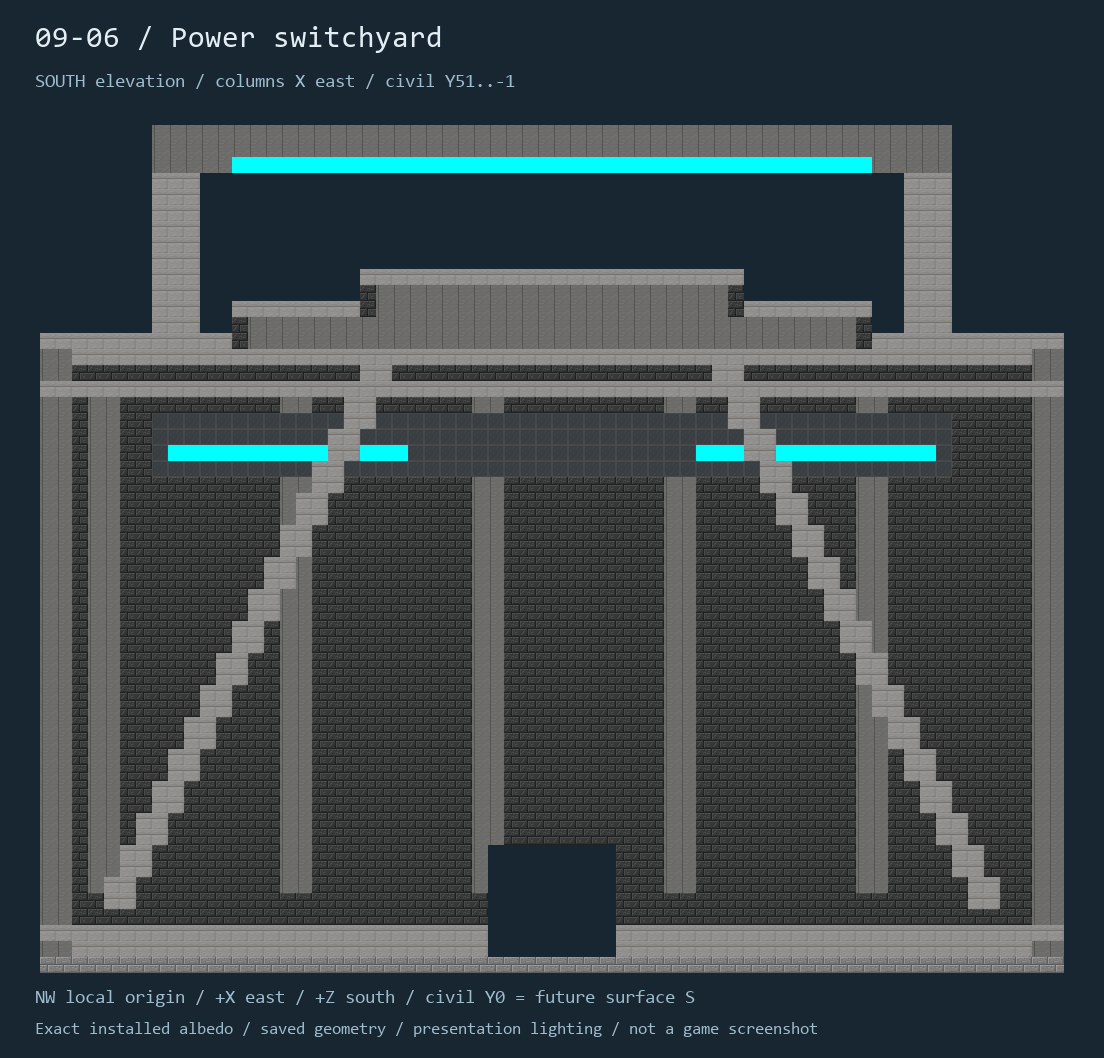 09-06 / Power switchyard
SOUTH elevation / columns X east / civil Y51..-1
NW local origin / +X east / +Z south / civil Y0 = future surface S
Exact installed albedo / saved geometry / presentation lighting / not a game screenshot